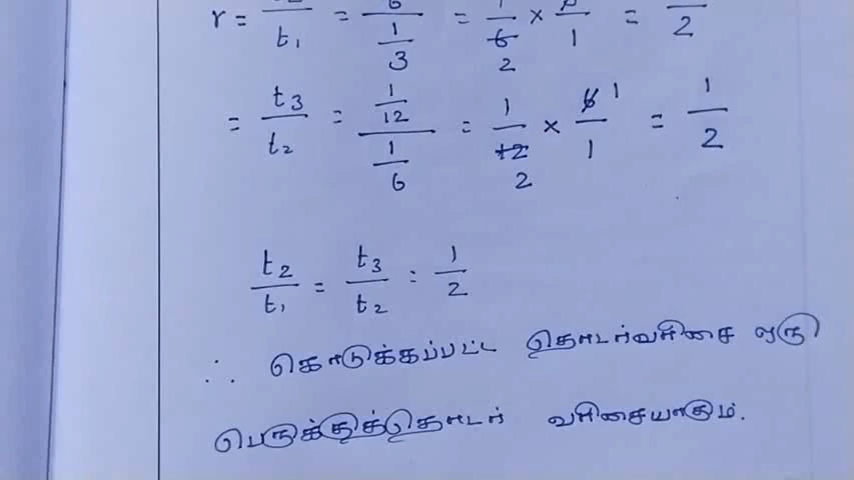 r = t₂/t₁ = (1/6)/(1/3) = 1/6 × 3/1 = 1/2
= t₃/t₂ = (1/12)/(1/6) = 1/12 × 6/1 = 1/2
t₂/t₁ = t₃/t₂ = 1/2
∴ கொடுக்கப்பட்ட தொடர்வரிசை ஒரு
பெருக்குத்தொடர் வரிசையாகும்.